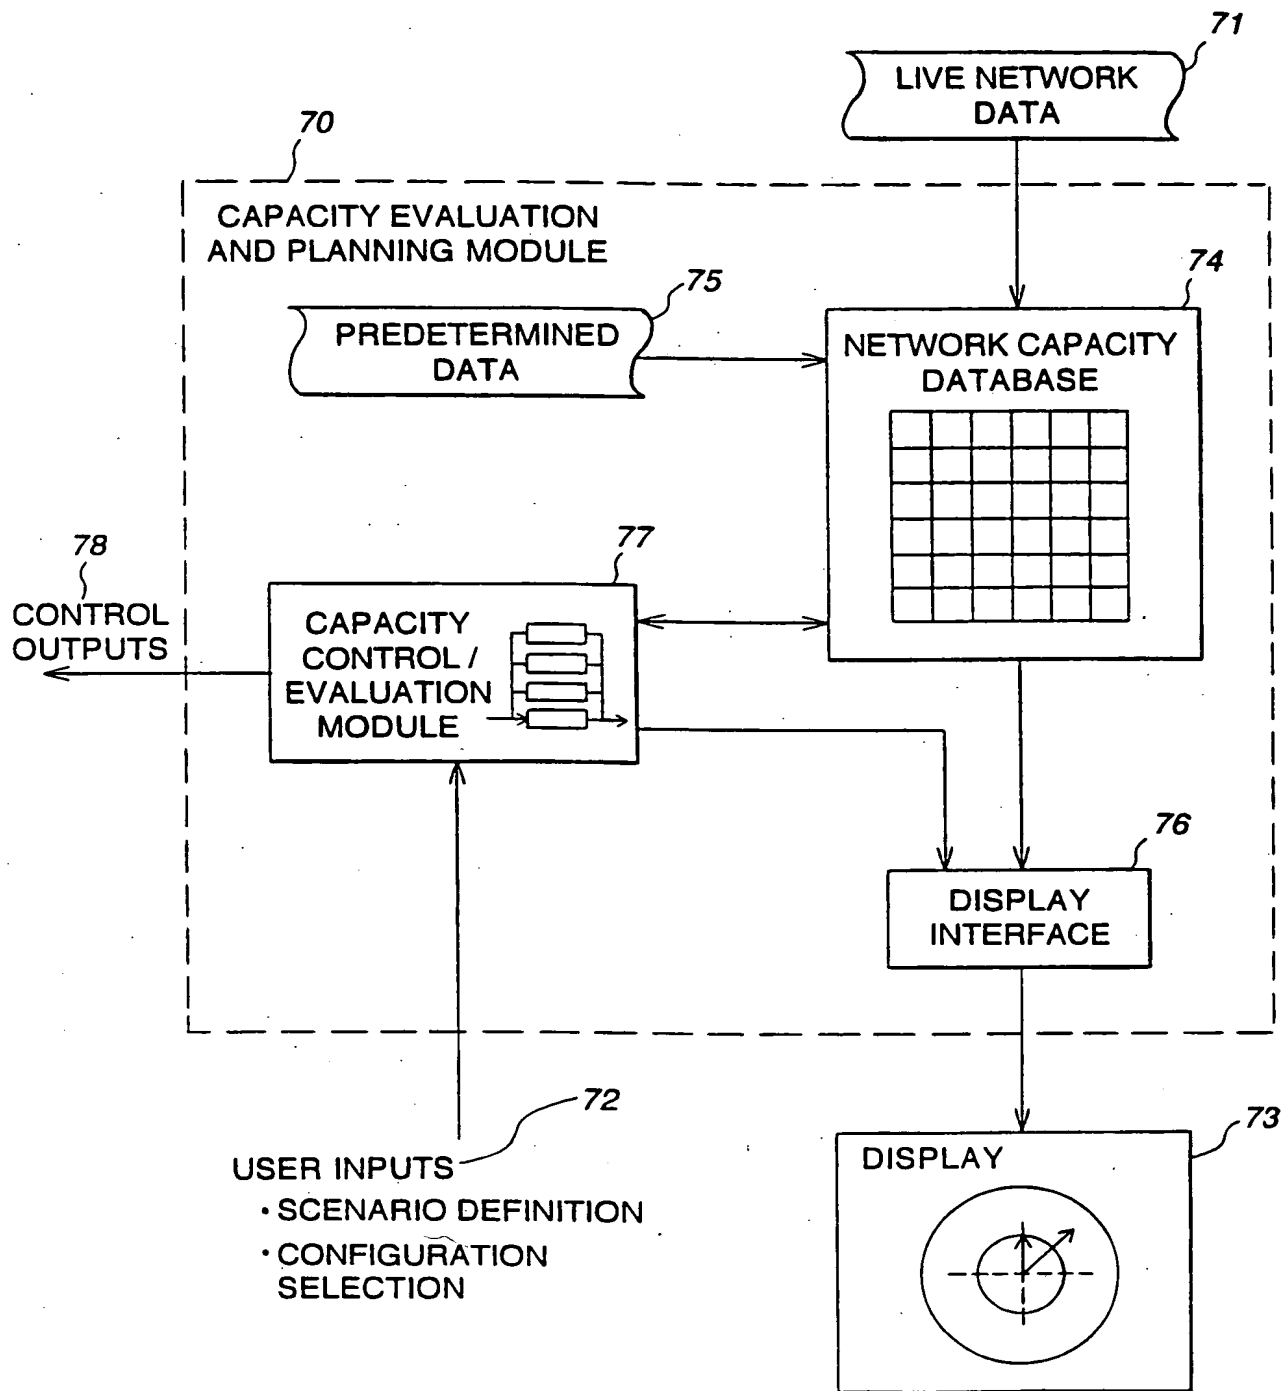 71
LIVE NETWORK
DATA
70
CAPACITY EVALUATION
AND PLANNING MODULE
75
PREDETERMINED
DATA
74
NETWORK CAPACITY
DATABASE
78
CONTROL
OUTPUTS
77
CAPACITY
CONTROL /
EVALUATION
MODULE
76
DISPLAY
INTERFACE
72
USER INPUTS
• SCENARIO DEFINITION
• CONFIGURATION
SELECTION
73
DISPLAY